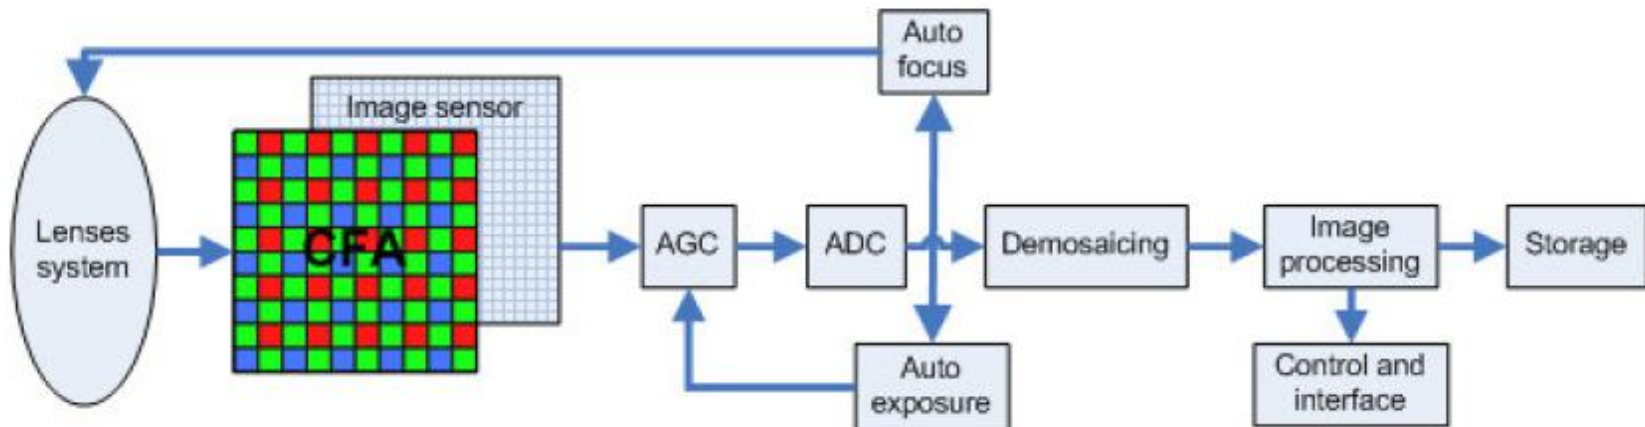 Auto
focus
Image sensor
Lenses
system
CFA
AGC
ADC
Demosaicing
Image
processing
Storage
Auto
exposure
Control and
interface